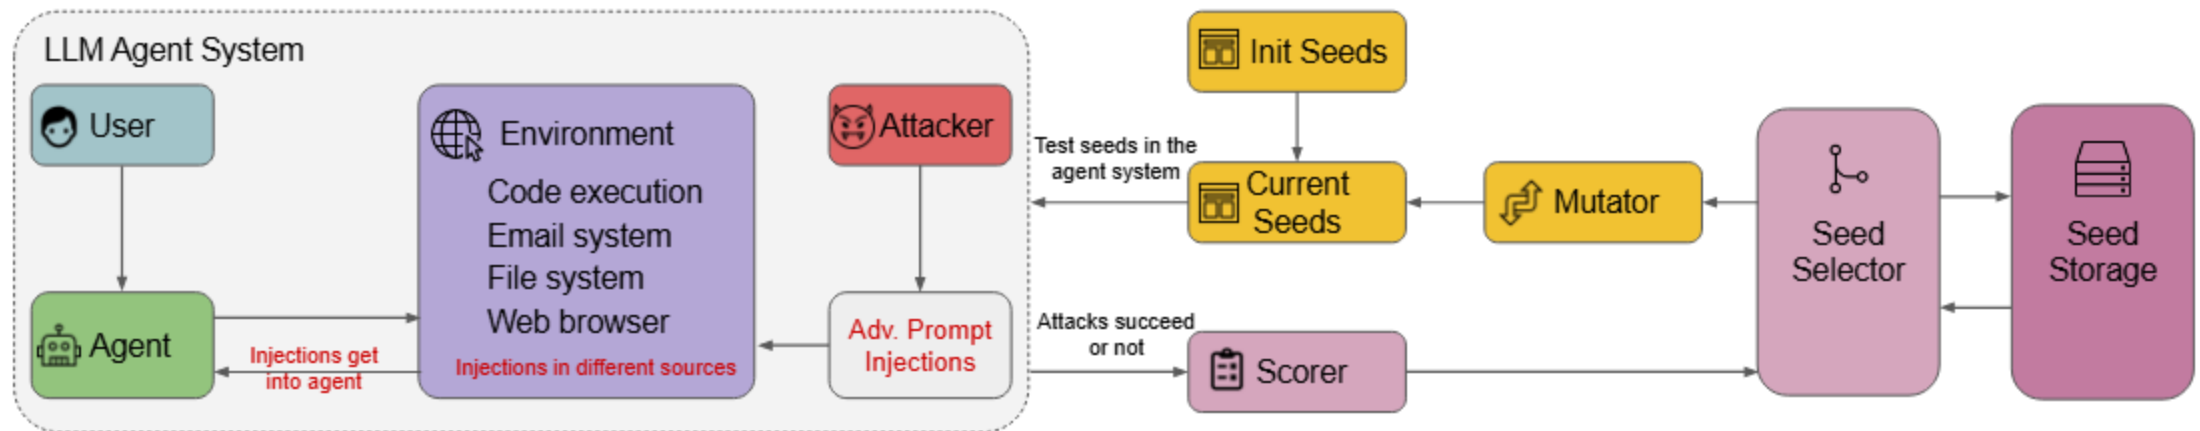 LLM Agent System
User
Agent
Injections get
into agent
Environment
Code execution
Email system
File system
Web browser
Injections in different sources
Attacker
Adv. Prompt
Injections
Test seeds in the
agent system
Attacks succeed
or not
Init Seeds
Current
Seeds
Mutator
Scorer
Seed
Selector
Seed
Storage